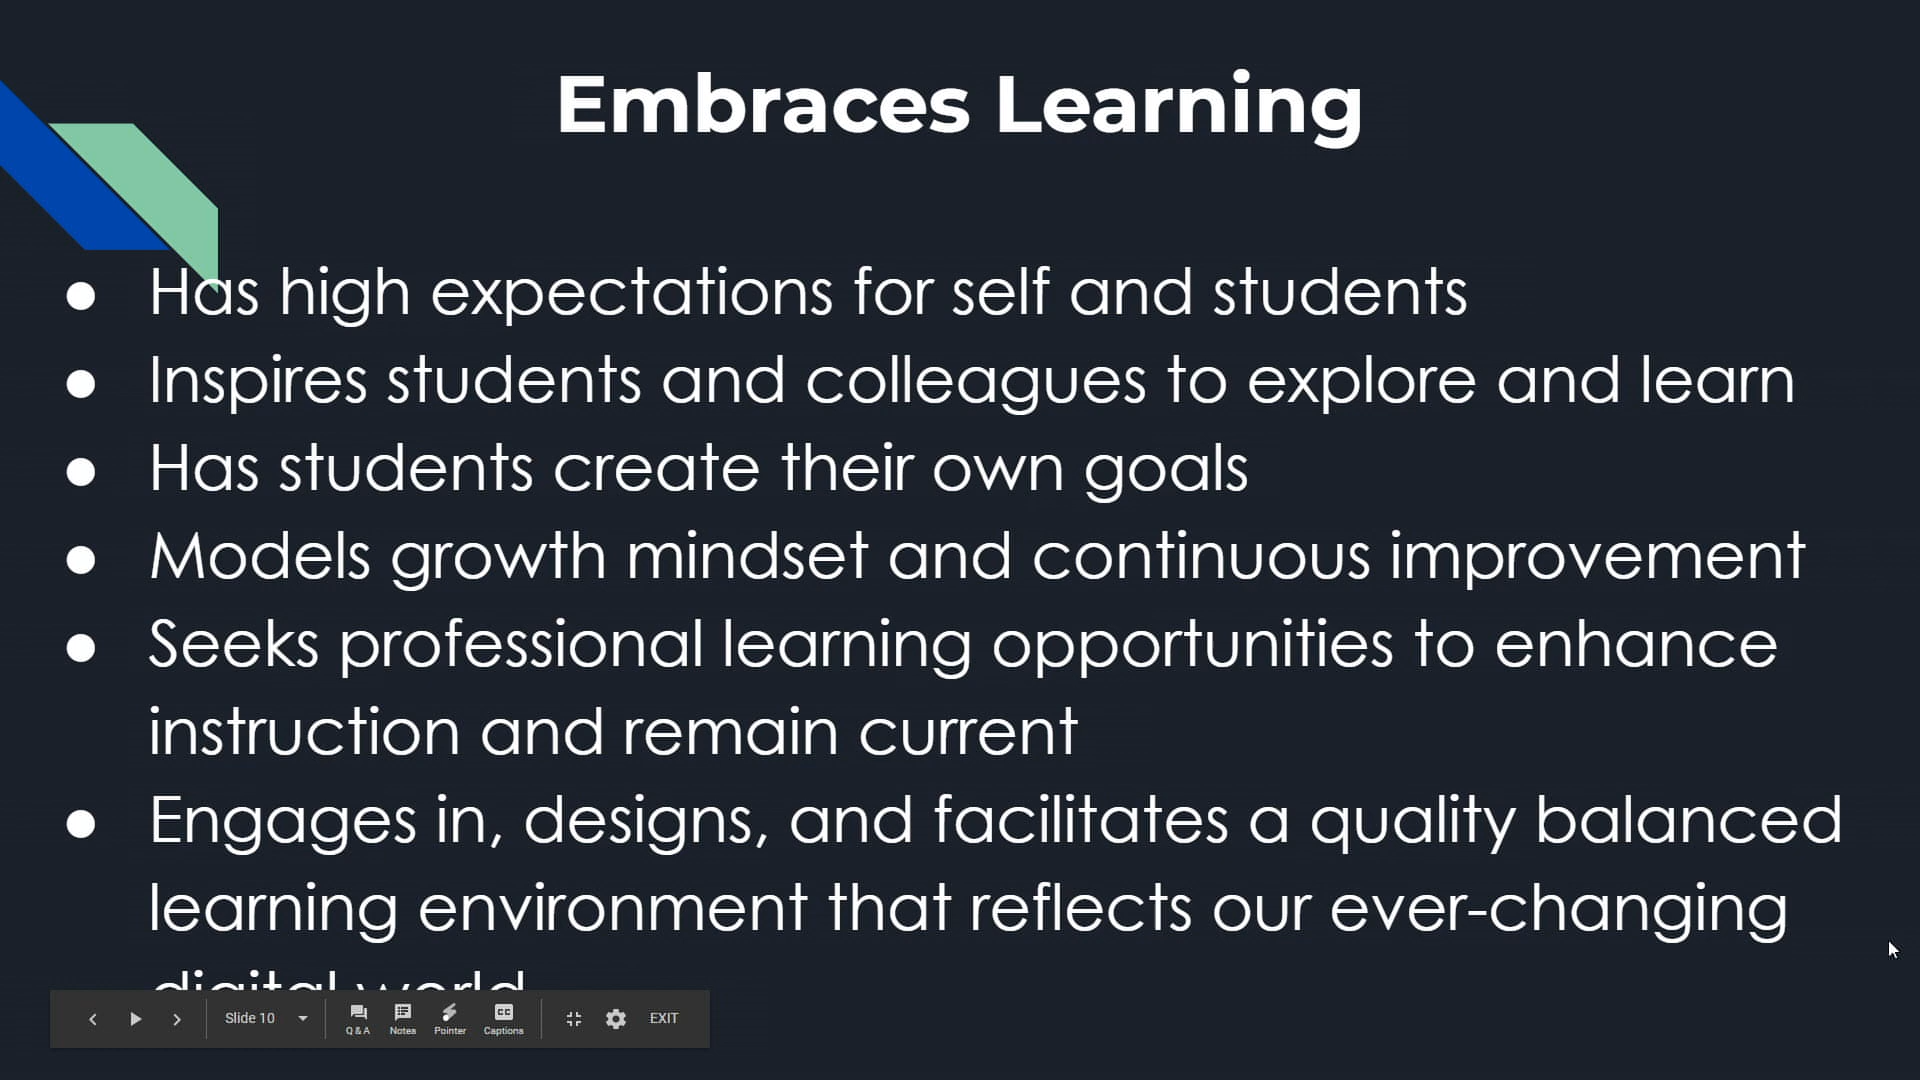 Embraces Learning
● Has high expectations for self and students
● Inspires students and colleagues to explore and learn
● Has students create their own goals
● Models growth mindset and continuous improvement
● Seeks professional learning opportunities to enhance
instruction and remain current
● Engages in, designs, and facilitates a quality balanced
learning environment that reflects our ever-changing
digital world
Slide 10
Q & A
Notes
Pointer
CC
Captions
EXIT